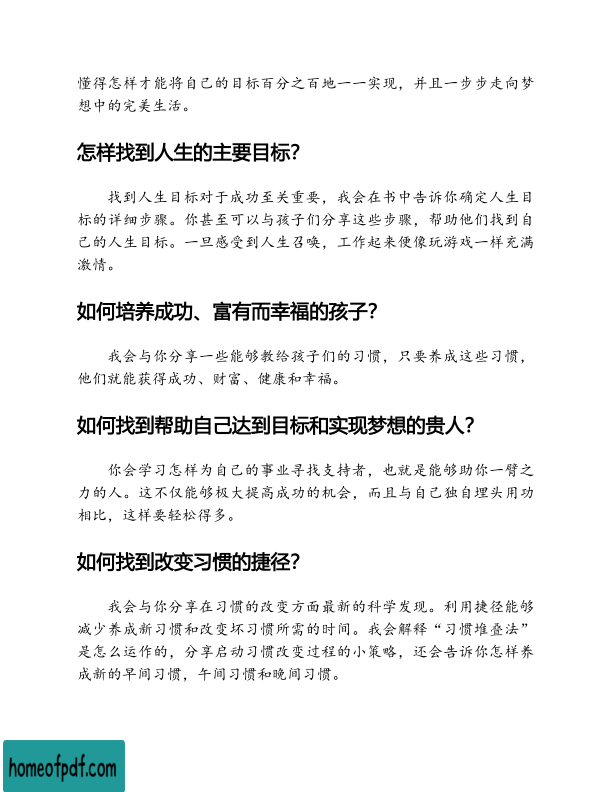 懂得怎样才能将自己的目标百分之百地一一实现，并且一步步走向梦
想中的完美生活。
怎样找到人生的主要目标？
找到人生目标对于成功至关重要，我会在书中告诉你确定人生目
标的详细步骤。你甚至可以与孩子们分享这些步骤，帮助他们找到自
己的人生目标。一旦感受到人生召唤，工作起来便像玩游戏一样充满
激情。
如何培养成功、富有而幸福的孩子？
我会与你分享一些能够教给孩子们的习惯，只要养成这些习惯，
他们就能获得成功、财富、健康和幸福。
如何找到帮助自己达到目标和实现梦想的贵人？
你会学习怎样为自己的事业寻找支持者，也就是能够助你一臂之
力的人。这不仅能够极大提高成功的机会，而且与自己独自埋头用功
相比，这样要轻松得多。
如何找到改变习惯的捷径？
我会与你分享在习惯的改变方面最新的科学发现。利用捷径能够
减少养成新习惯和改变坏习惯所需的时间。我会解释“习惯堆叠法”
是怎么运作的，分享启动习惯改变过程的小策略，还会告诉你怎样养
成新的早间习惯，午间习惯和晚间习惯。
homeofpdf.com